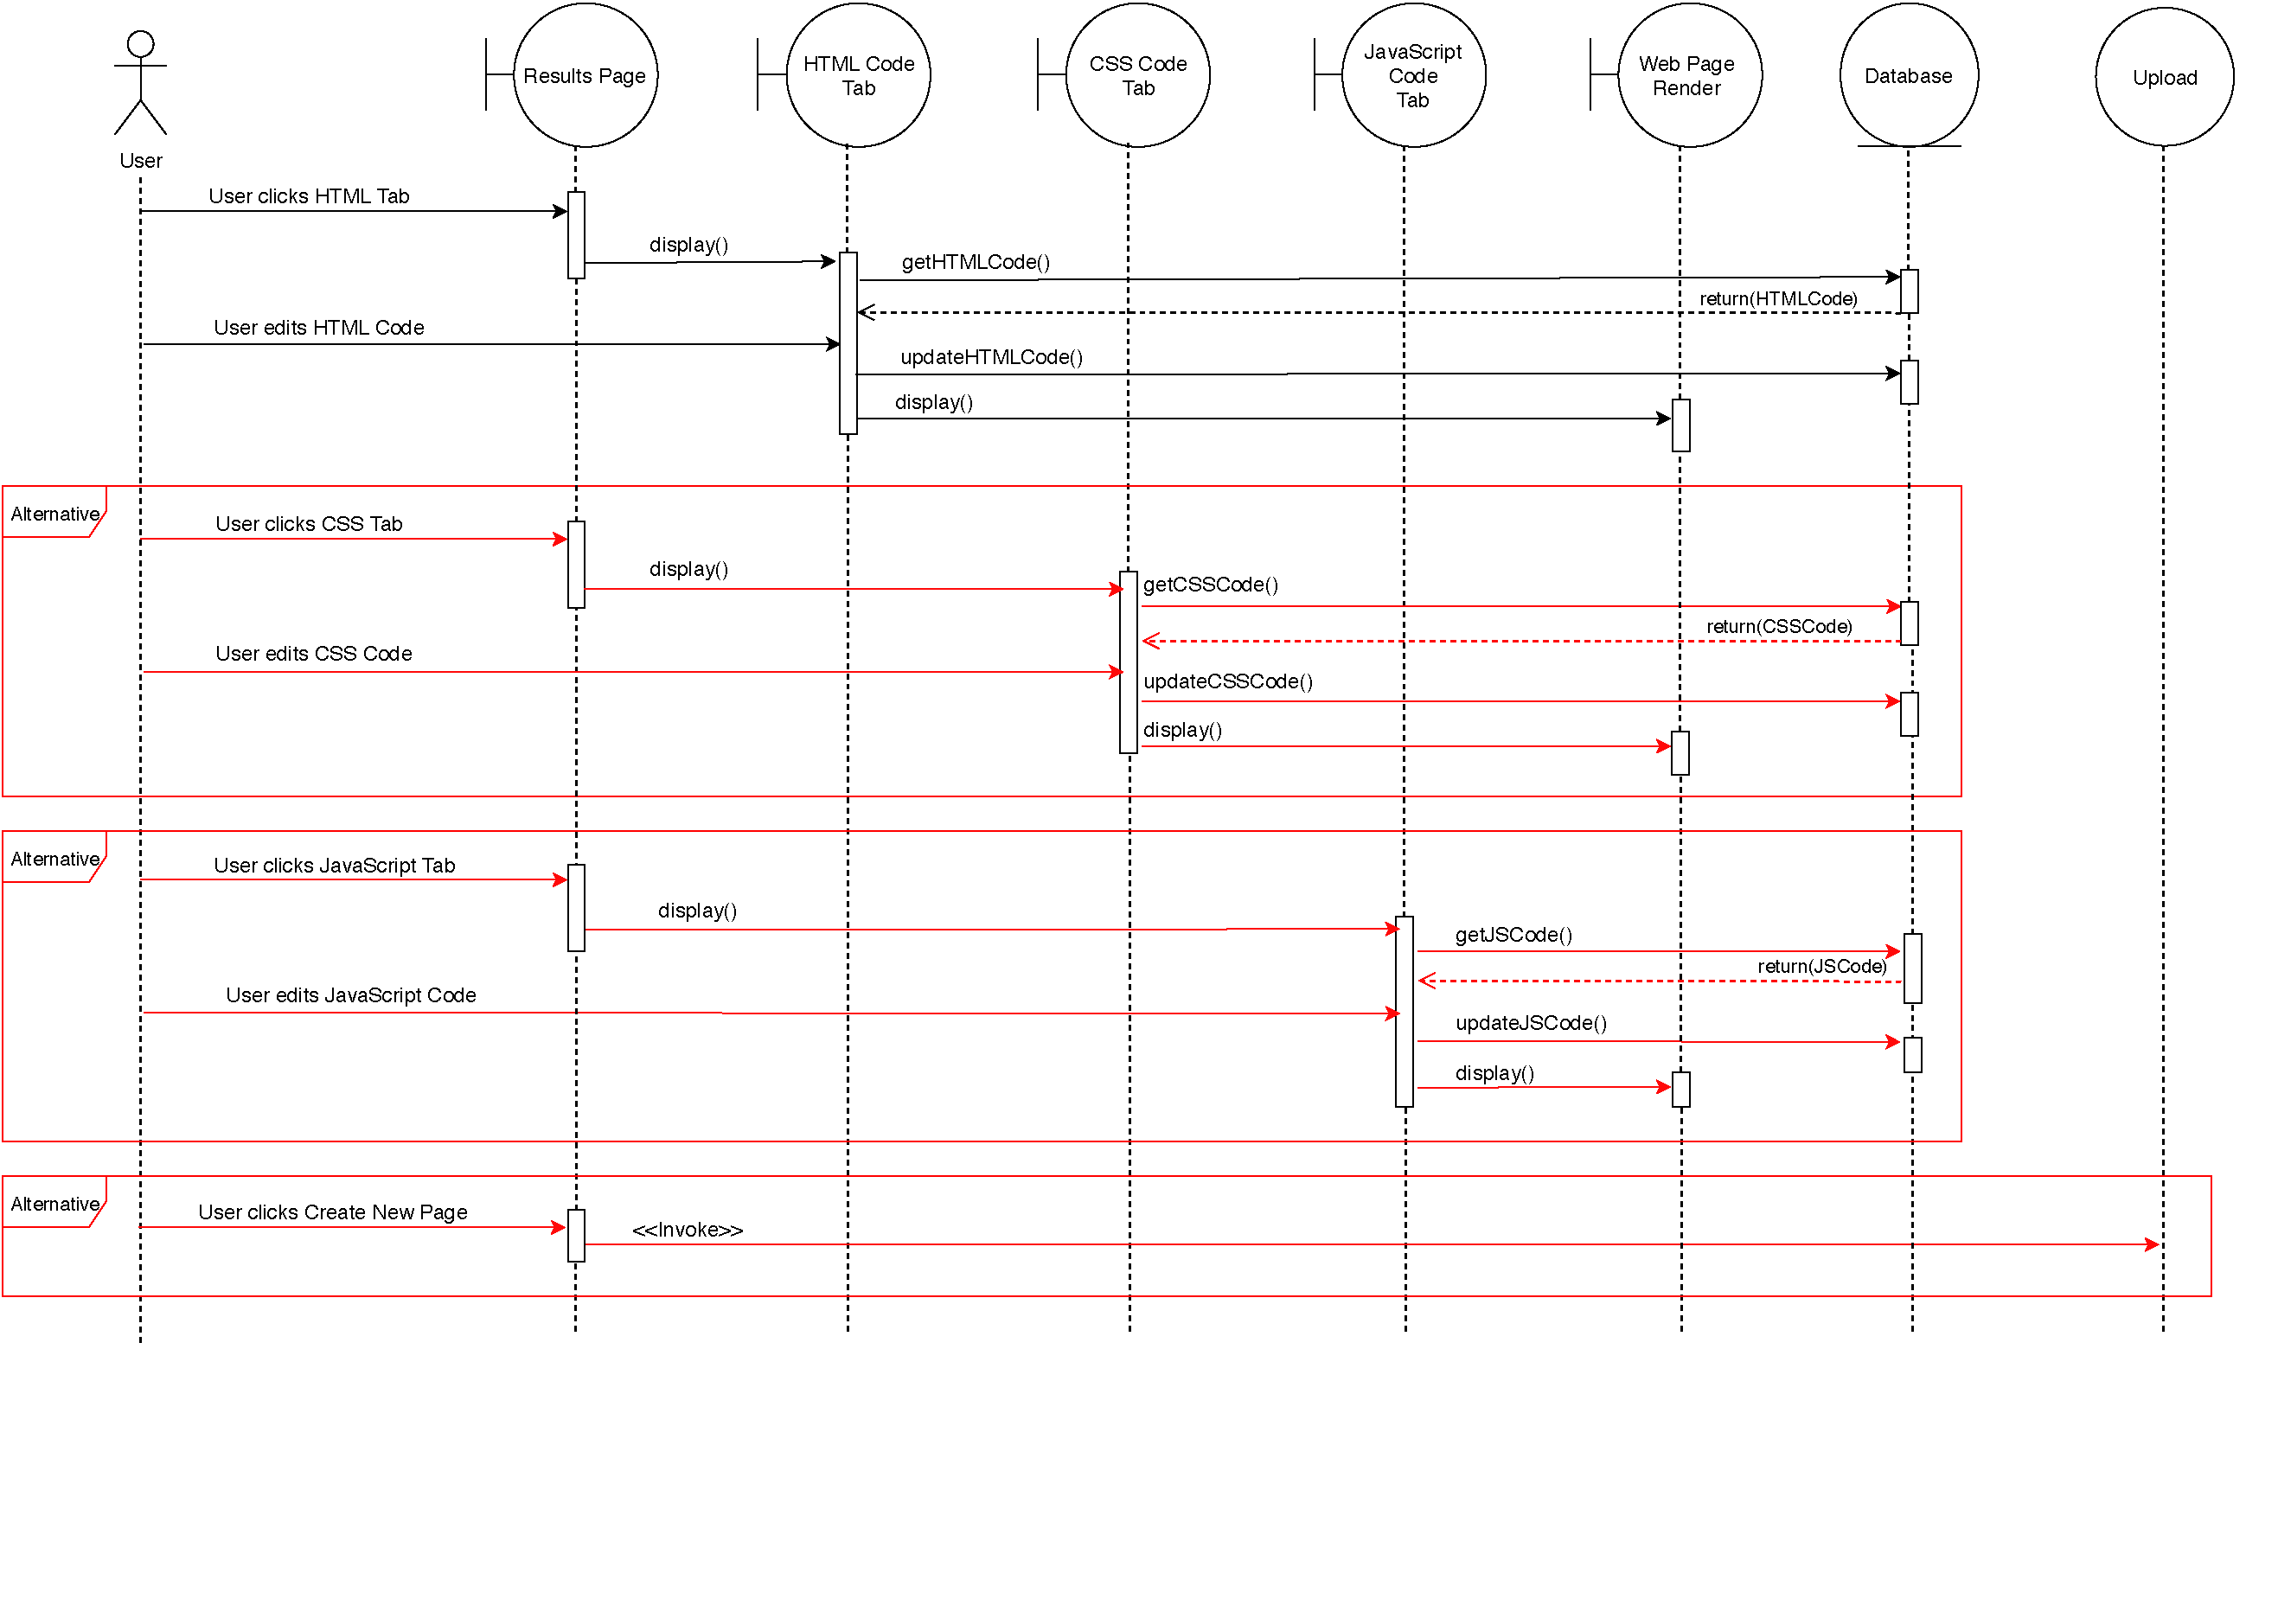 User
Results Page
HTML Code
Tab
CSS Code
Tab
JavaScript
Code
Tab
Web Page
Render
Database
Upload
User clicks HTML Tab
display()
getHTMLCode()
return(HTMLCode)
User edits HTML Code
updateHTMLCode()
display()
Alternative
User clicks CSS Tab
display()
getCSSCode()
return(CSSCode)
User edits CSS Code
updateCSSCode()
display()
Alternative
User clicks JavaScript Tab
display()
getJSCode()
return(JSCode)
User edits JavaScript Code
updateJSCode()
display()
Alternative
User clicks Create New Page
<<Invoke>>